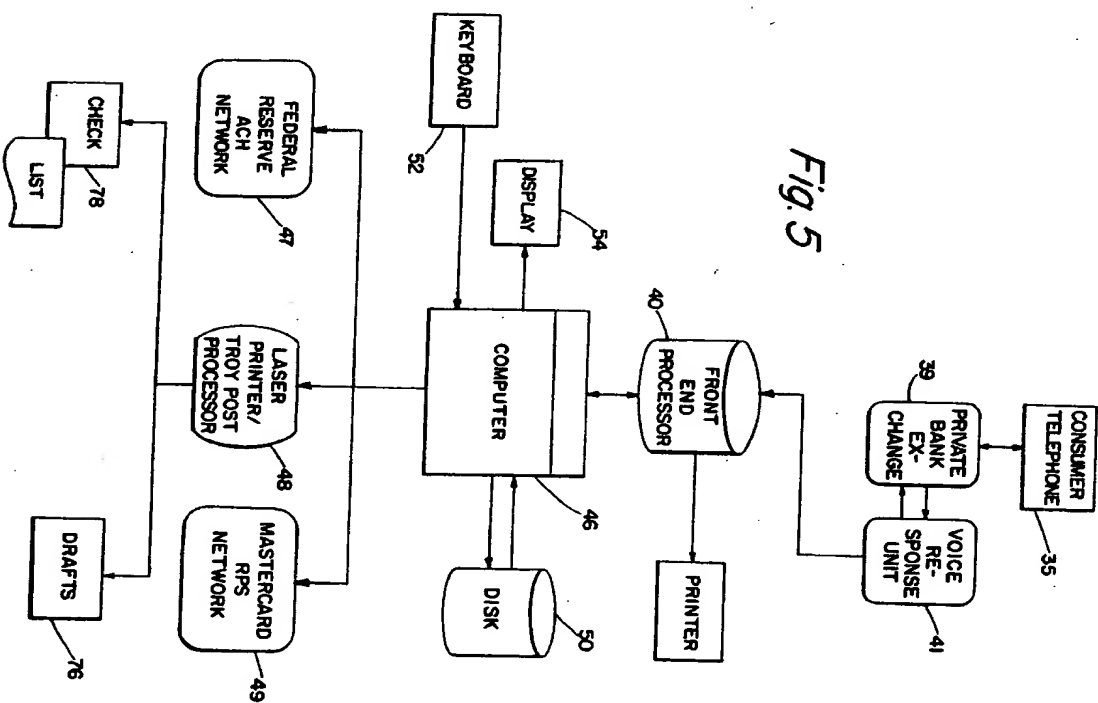 Fig. 5
CONSUMER
TELEPHONE
35
39
PRIVATE
BANK
EX-
CHANGE
VOICE
RE-
SPONSE
UNIT
41
40
FRONT
END
PROCESSOR
PRINTER
KEYBOARD
52
DISPLAY
54
COMPUTER
46
DISK
50
FEDERAL
RESERVE
ACH
NETWORK
47
LASER
PRINTER/
TROY POST
PROCESSOR
48
MASTERCARD
RPS
NETWORK
49
CHECK
LIST
78
DRAFTS
76